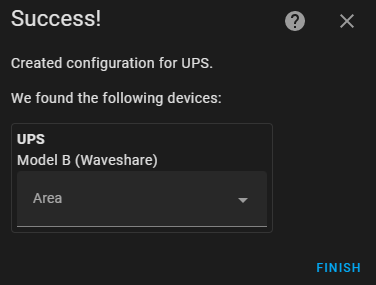 Success!
Created configuration for UPS.
We found the following devices:
UPS
Model B (Waveshare)
Area
FINISH